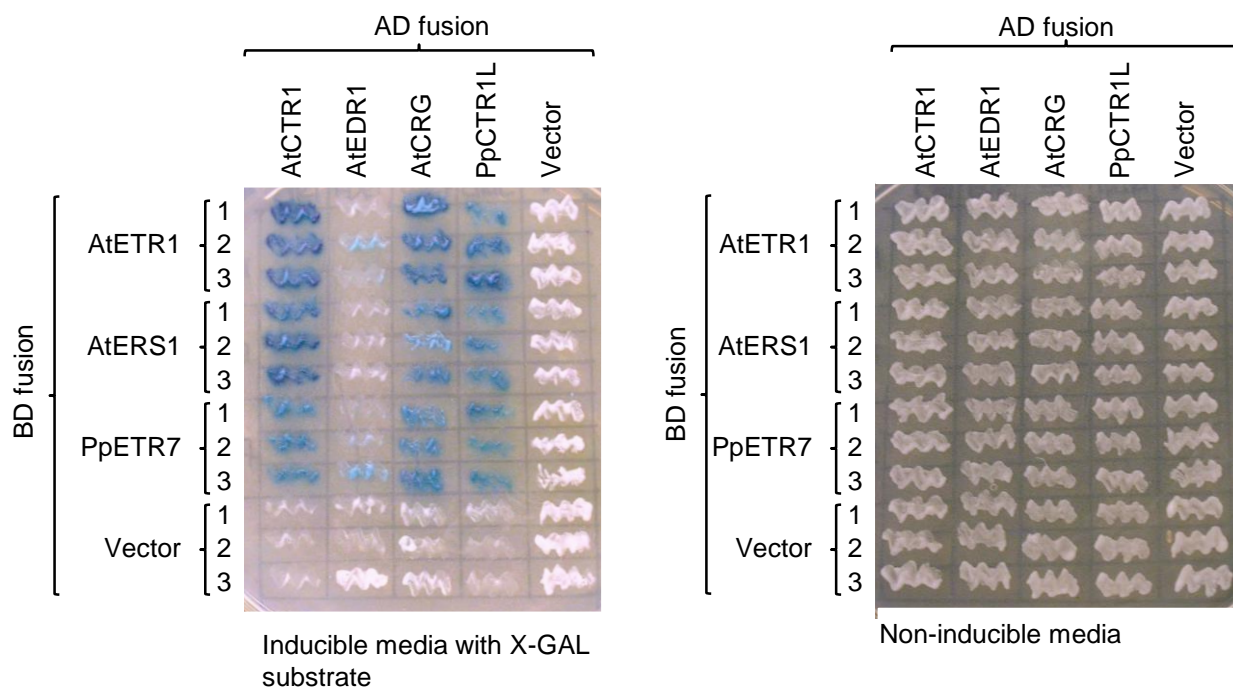 AD fusion
AtCTR1
AtEDR1
AtCRG
PpCTR1L
Vector
BD fusion
AtETR1
1
2
3
AtERS1
1
2
3
PpETR7
1
2
3
Vector
1
2
3
Inducible media with X-GAL
substrate
AD fusion
AtCTR1
AtEDR1
AtCRG
PpCTR1L
Vector
BD fusion
AtETR1
1
2
3
AtERS1
1
2
3
PpETR7
1
2
3
Vector
1
2
3
Non-inducible media